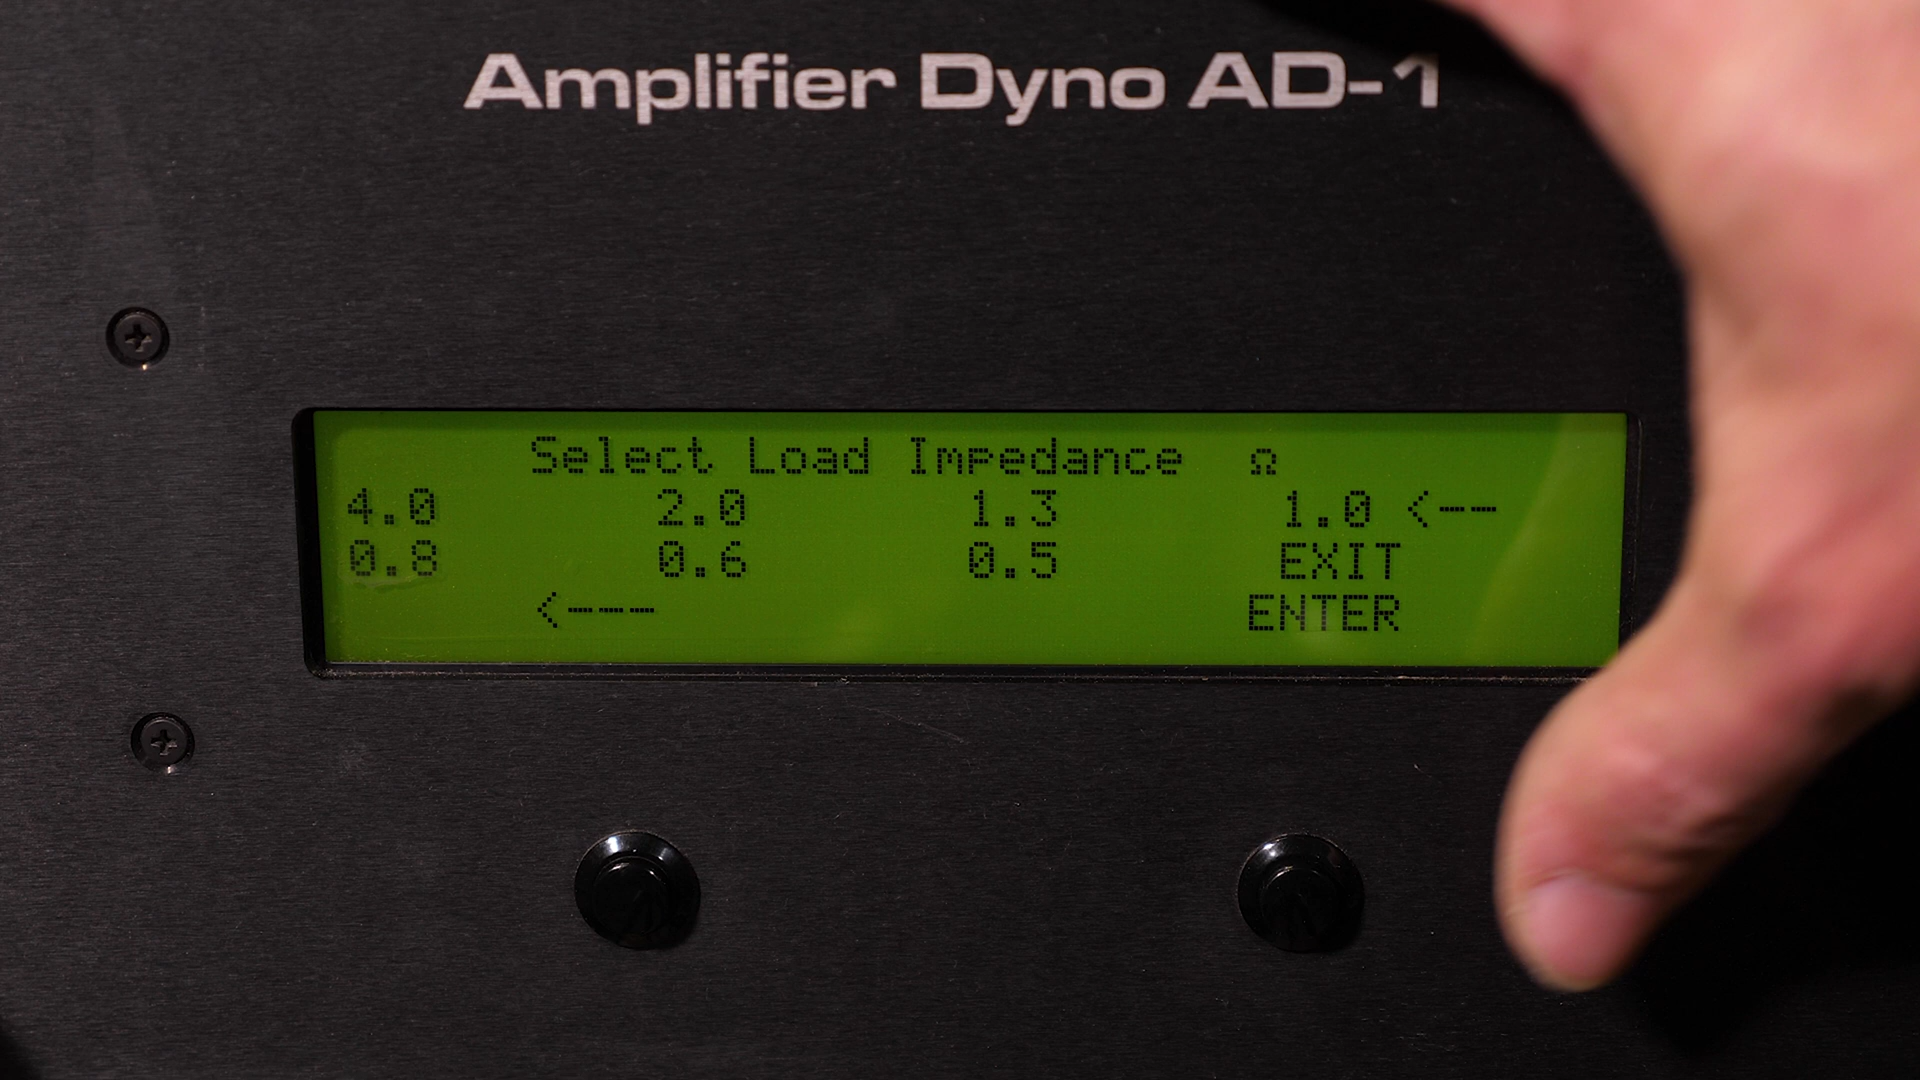 Amplifier Dyno AD-1
Select Load Impedance Ω
4.0 2.0 1.3 1.0 <--
0.8 0.6 0.5 EXIT
<--- ENTER